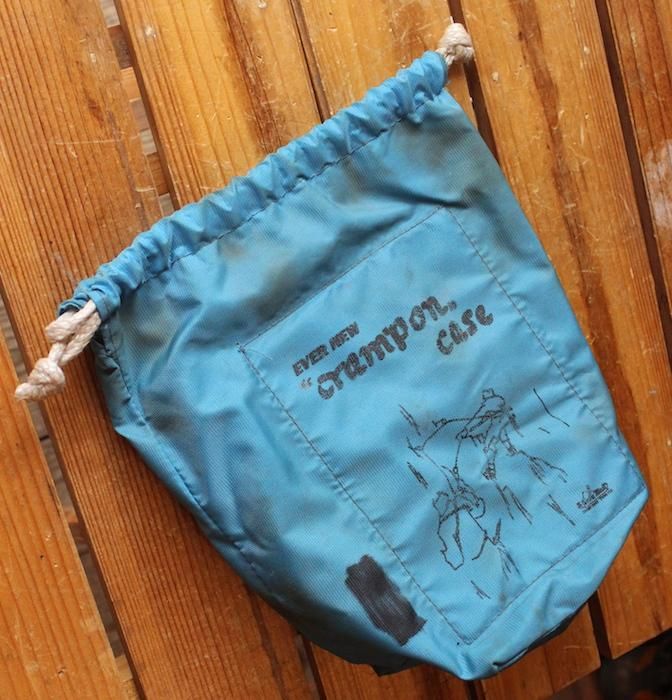 EVER NEW
"crampon,
case